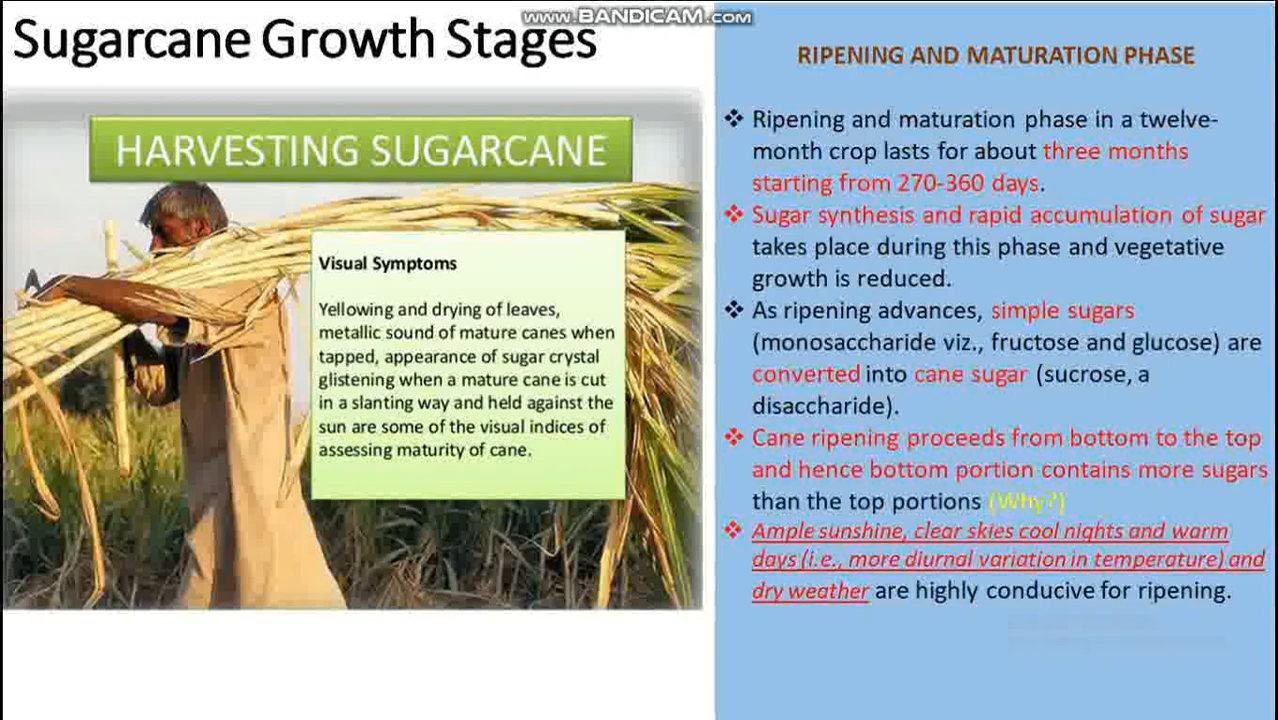 www.BANDICAM.com
Sugarcane Growth Stages
HARVESTING SUGARCANE
Visual Symptoms
Yellowing and drying of leaves,
metallic sound of mature canes when
tapped, appearance of sugar crystal
glistening when a mature cane is cut
in a slanting way and held against the
sun are some of the visual indices of
assessing maturity of cane.
RIPENING AND MATURATION PHASE
❖ Ripening and maturation phase in a twelve-
month crop lasts for about three months
starting from 270-360 days.
❖ Sugar synthesis and rapid accumulation of sugar
takes place during this phase and vegetative
growth is reduced.
❖ As ripening advances, simple sugars
(monosaccharide viz., fructose and glucose) are
converted into cane sugar (sucrose, a
disaccharide).
❖ Cane ripening proceeds from bottom to the top
and hence bottom portion contains more sugars
than the top portions (Why?)
❖ Ample sunshine, clear skies cool nights and warm
days (i.e., more diurnal variation in temperature) and
dry weather are highly conducive for ripening.